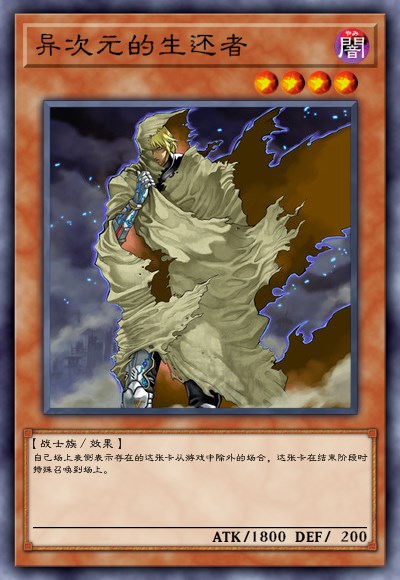 异次元的生还者
やみ
闇
【战士族／效果】
自己场上表侧表示存在的这张卡从游戏中除外的场合，这张卡在结束阶段时
特殊召唤到场上。
ATK/1800 DEF/ 200